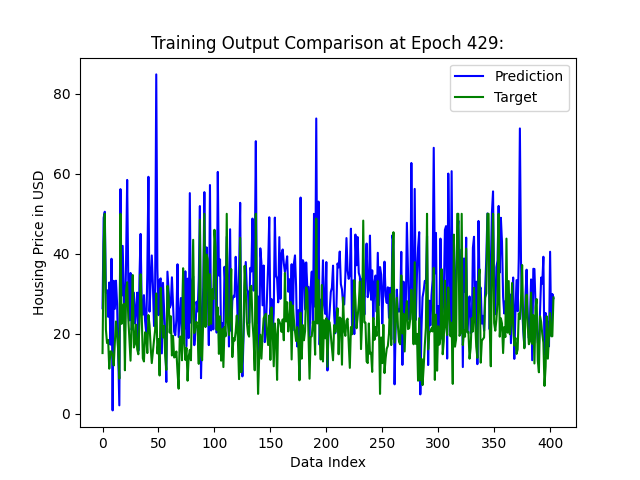 Training Output Comparison at Epoch 429:
Prediction
Target
Housing Price in USD
80
60
40
20
0
0 50 100 150 200 250 300 350 400
Data Index